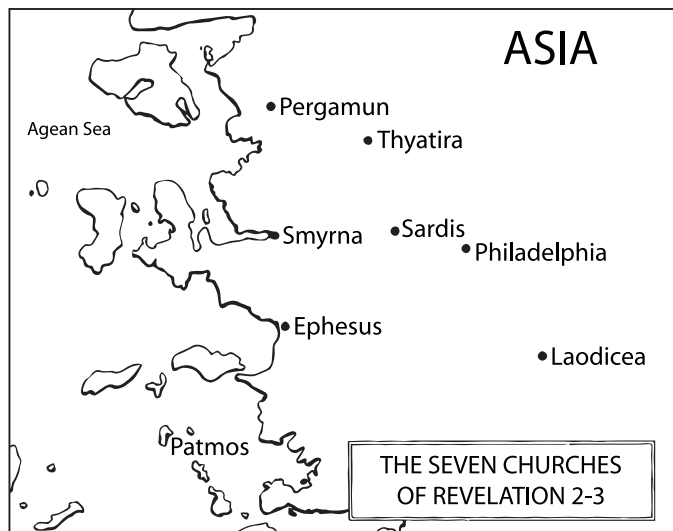 ASIA
Pergamun
Agean Sea
Thyatira
Smyrna
Sardis
Philadelphia
Ephesus
Laodicea
Patmos
THE SEVEN CHURCHES
OF REVELATION 2-3